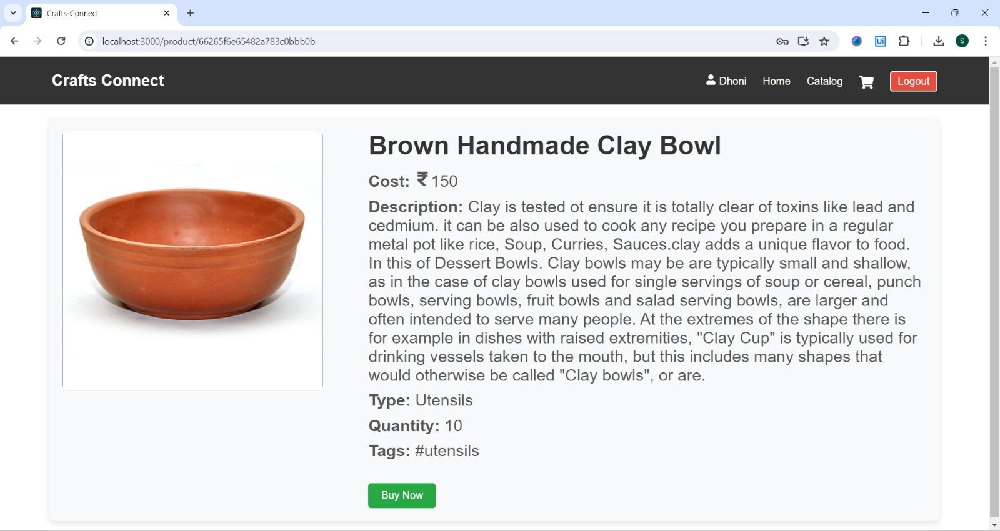 Crafts-Connect
localhost:3000/product/66265f6e65482a783c0bbb0b
Ui
S
Crafts Connect
Dhoni
Home
Catalog
Logout
Brown Handmade Clay Bowl
Cost: ₹ 150
Description: Clay is tested ot ensure it is totally clear of toxins like lead and
cedmium. it can be also used to cook any recipe you prepare in a regular
metal pot like rice, Soup, Curries, Sauces.clay adds a unique flavor to food.
In this of Dessert Bowls. Clay bowls may be are typically small and shallow,
as in the case of clay bowls used for single servings of soup or cereal, punch
bowls, serving bowls, fruit bowls and salad serving bowls, are larger and
often intended to serve many people. At the extremes of the shape there is
for example in dishes with raised extremities, "Clay Cup" is typically used for
drinking vessels taken to the mouth, but this includes many shapes that
would otherwise be called "Clay bowls", or are.
Type: Utensils
Quantity: 10
Tags: #utensils
Buy Now